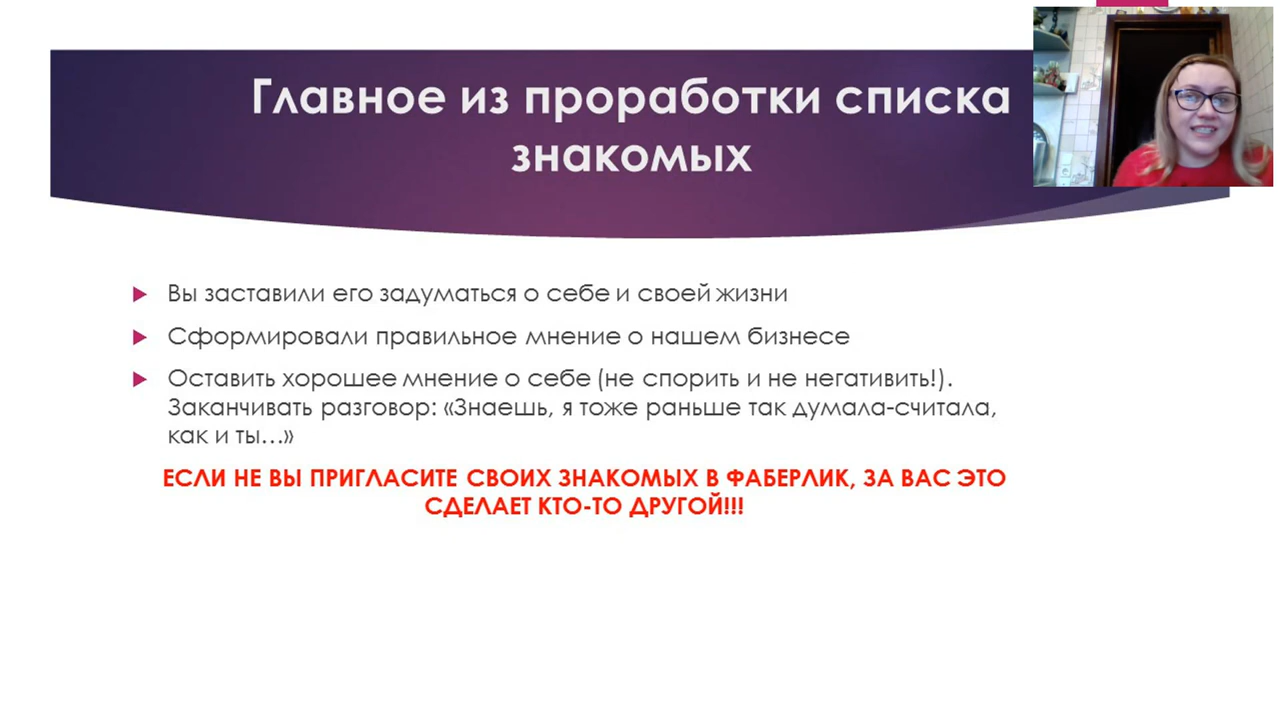 Главное из проработки списка
знакомых
Вы заставили его задуматься о себе и своей жизни
Сформировали правильное мнение о нашем бизнесе
Оставить хорошее мнение о себе (не спорить и не негативить!).
Заканчивать разговор: «Знаешь, я тоже раньше так думала-считала,
как и ты…»
ЕСЛИ НЕ ВЫ ПРИГЛАСИТЕ СВОИХ ЗНАКОМЫХ В ФАБЕРЛИК, ЗА ВАС ЭТО
СДЕЛАЕТ КТО-ТО ДРУГОЙ!!!